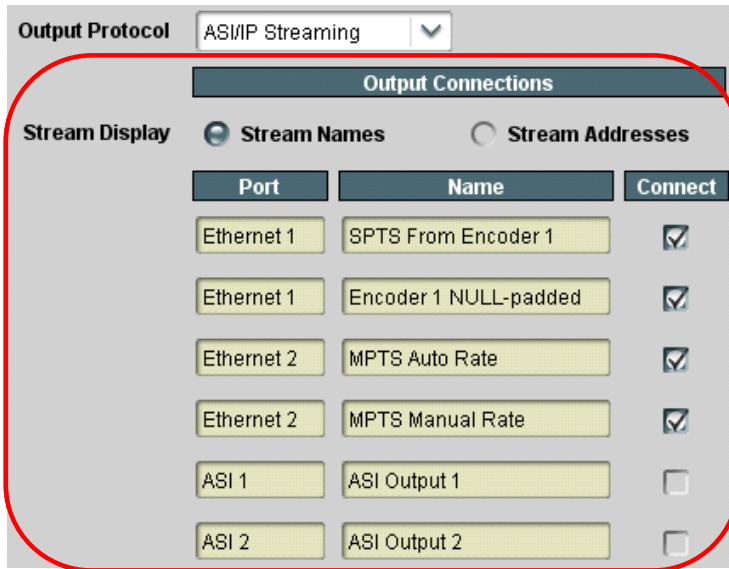 Output Protocol ASI/IP Streaming
Output Connections
Stream Display Stream Names Stream Addresses
Port Name Connect
Ethernet 1 SPTS From Encoder 1
Ethernet 1 Encoder 1 NULL-padded
Ethernet 2 MPTS Auto Rate
Ethernet 2 MPTS Manual Rate
ASI 1 ASI Output 1
ASI 2 ASI Output 2